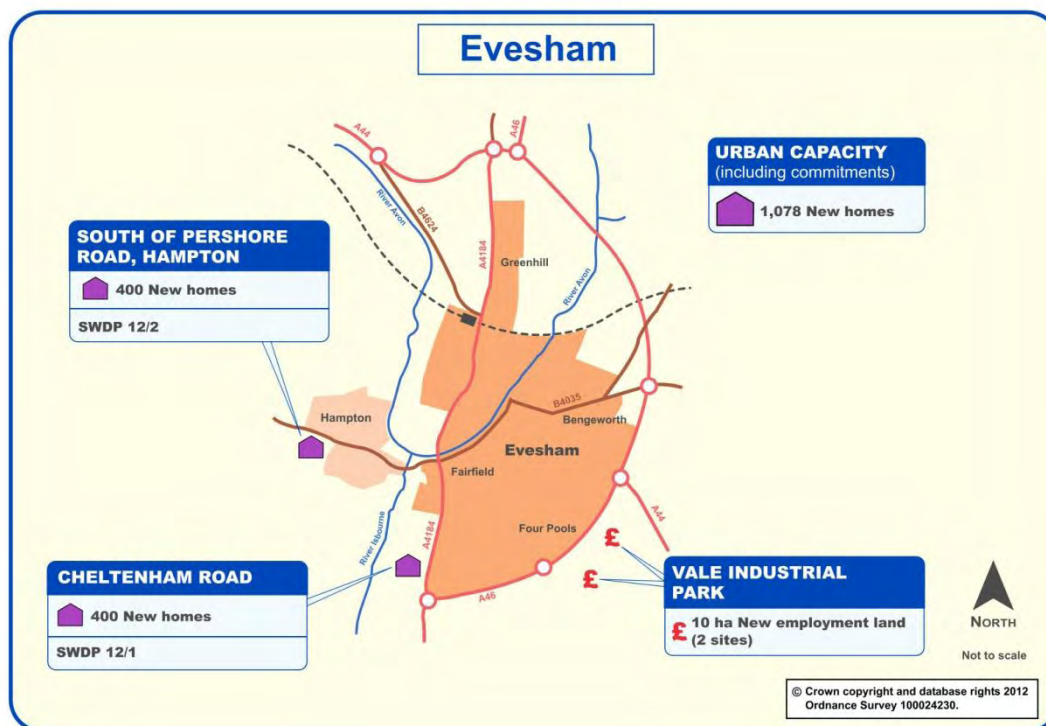 Evesham
A44
A46
URBAN CAPACITY
(including commitments)
1,078 New homes
River Avon
B4624
SOUTH OF PERSHORE
ROAD, HAMPTON
400 New homes
SWDP 12/2
A4184
Greenhill
River Avon
Hampton
B4035
Bengeworth
Evesham
Fairfield
River Isbourne
A4184
Four Pools
A44
£
£
A46
CHELTENHAM ROAD
400 New homes
SWDP 12/1
VALE INDUSTRIAL
PARK
£ 10 ha New employment land
(2 sites)
NORTH
Not to scale
© Crown copyright and database rights 2012
Ordnance Survey 100024230.